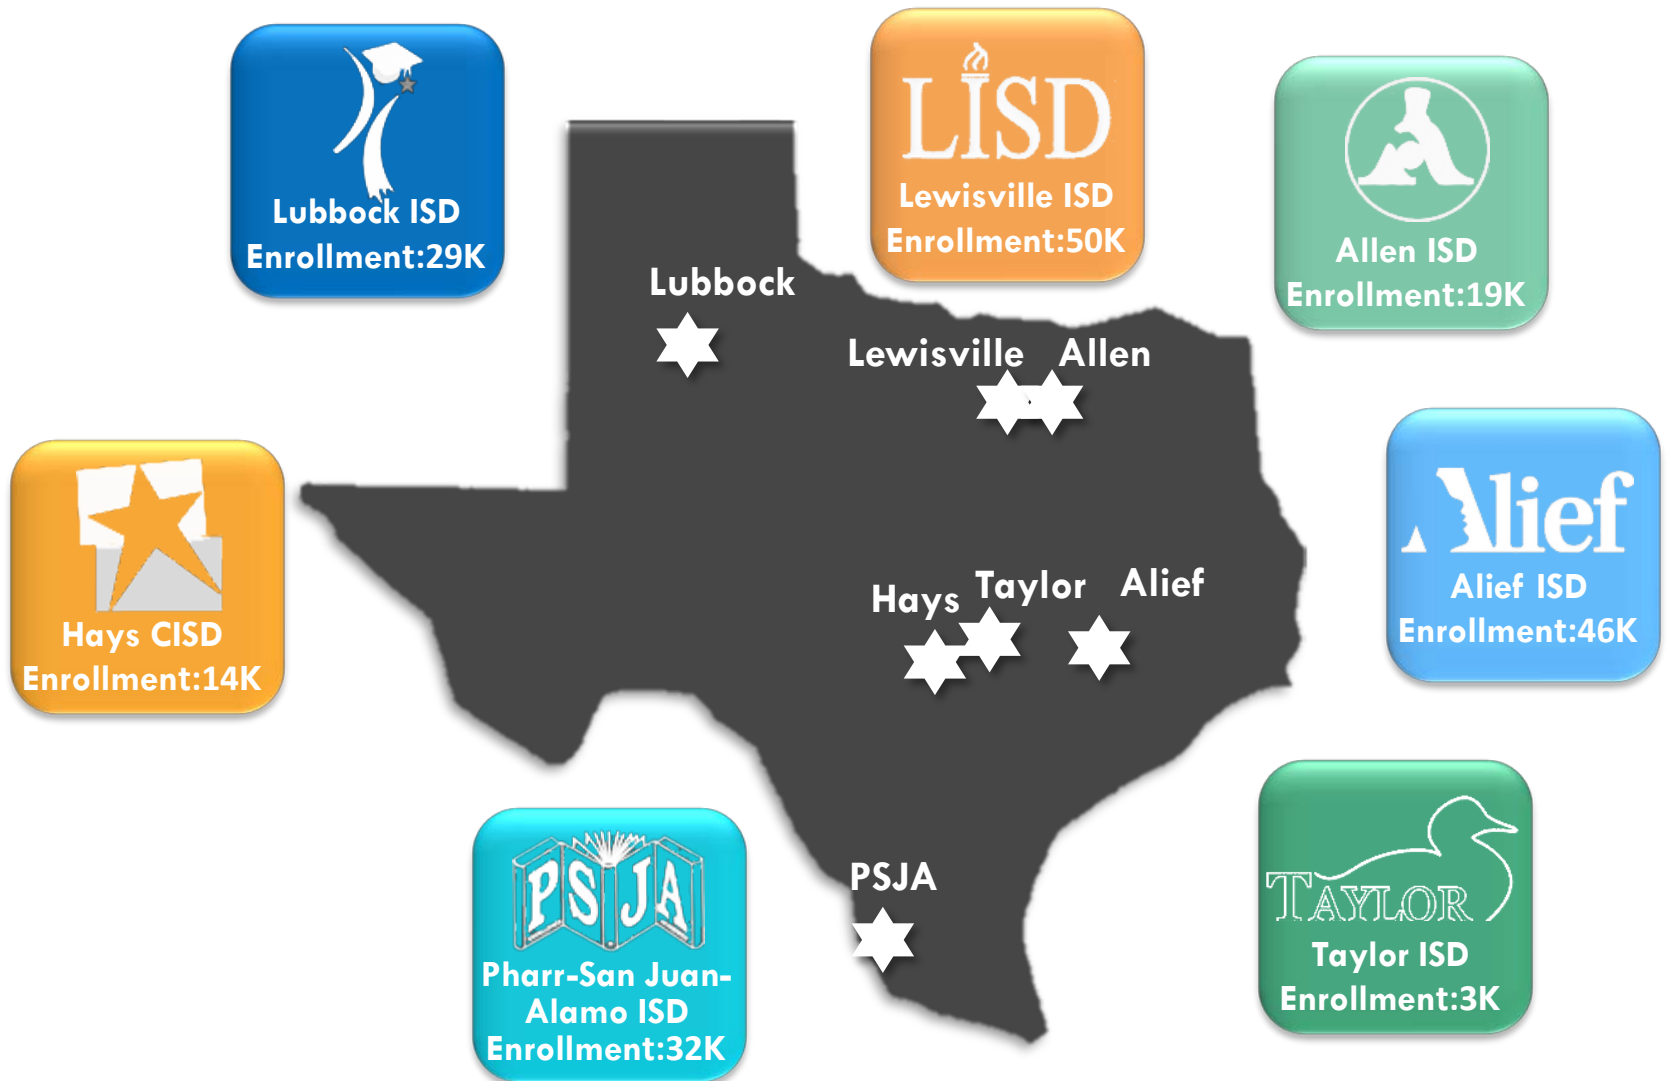 Lubbock ISD
Enrollment:29K
LISD
Lewisville ISD
Enrollment:50K
Allen ISD
Enrollment:19K
Lubbock
Lewisville
Allen
Hays CISD
Enrollment:14K
Alief
Alief ISD
Enrollment:46K
Hays
Taylor
Alief
PSJA
PSJA
Pharr-San Juan-
Alamo ISD
Enrollment:32K
TAYLOR
Taylor ISD
Enrollment:3K